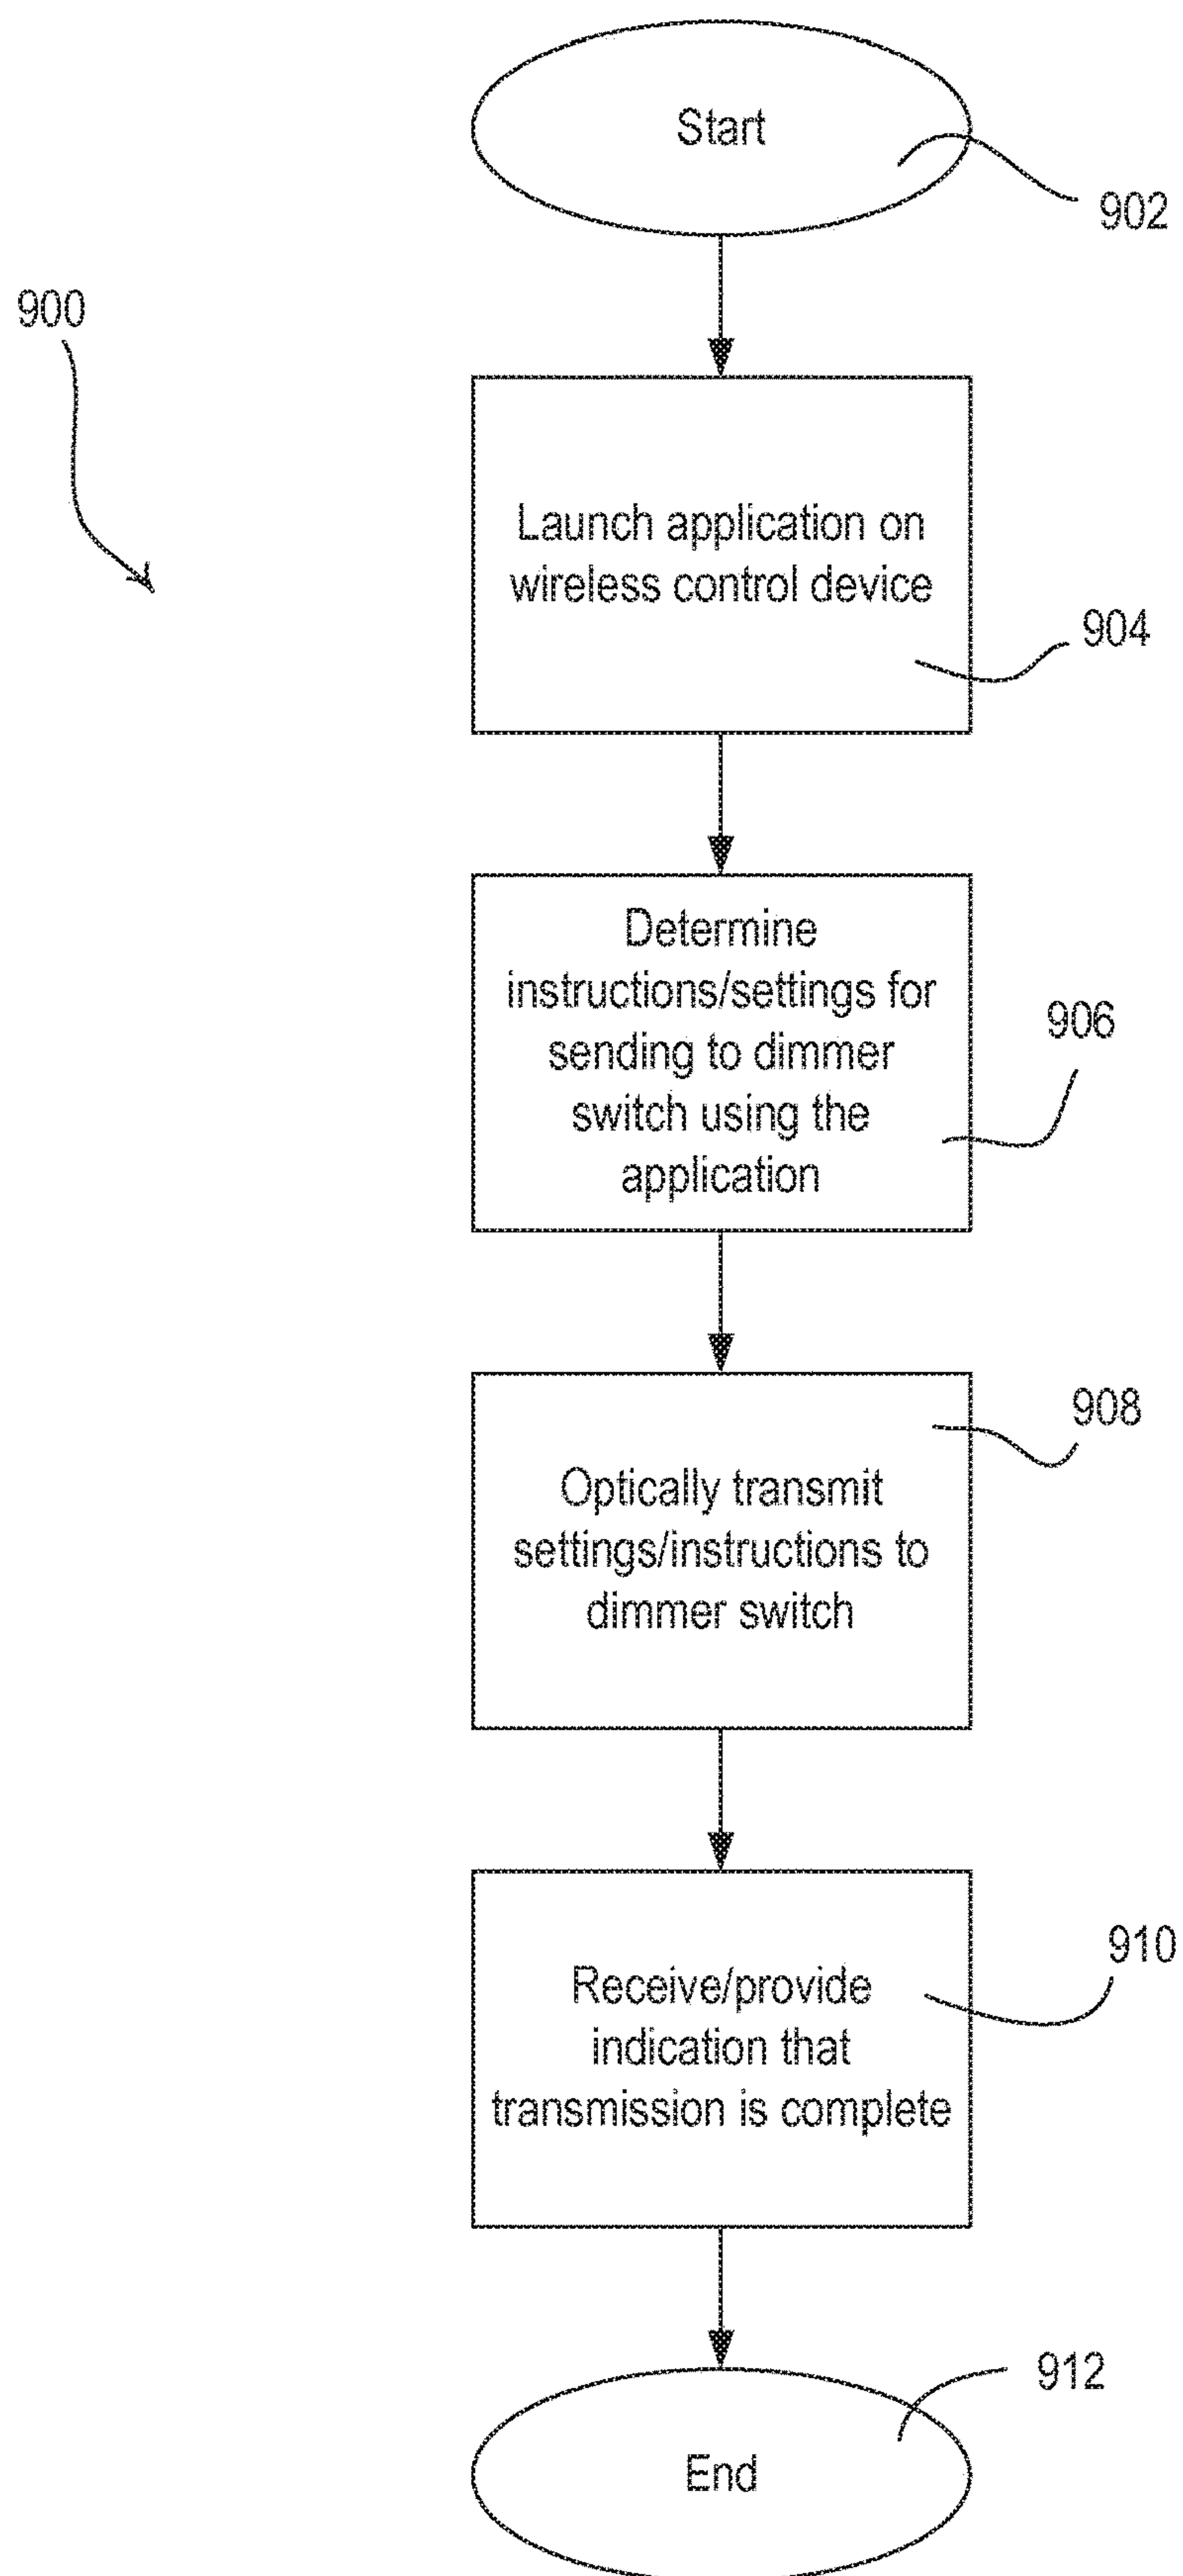 Start
902
900
Launch application on
wireless control device
904
Determine
instructions/settings for
sending to dimmer
switch using the
application
906
908
Optically transmit
settings/instructions to
dimmer switch
910
Receive/provide
indication that
transmission is complete
912
End